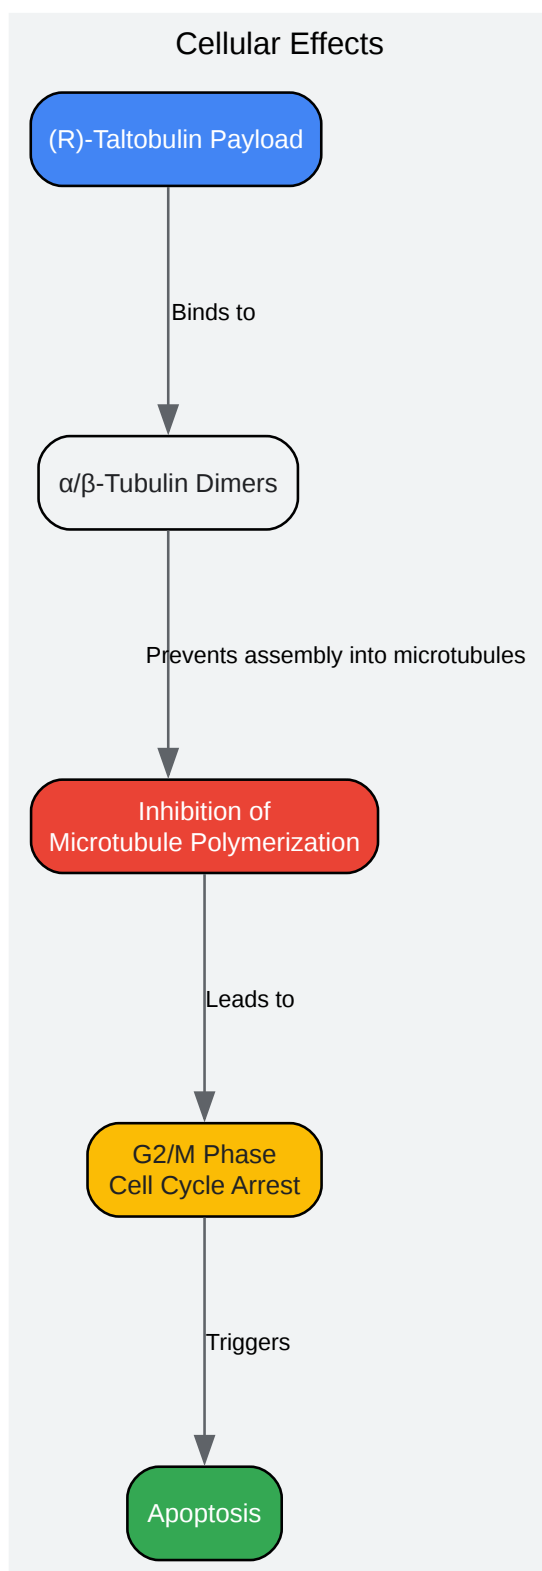 Cellular Effects
(R)-Taltobulin Payload
Binds to
α/β-Tubulin Dimers
Prevents assembly into microtubules
Inhibition of
Microtubule Polymerization
Leads to
G2/M Phase
Cell Cycle Arrest
Triggers
Apoptosis